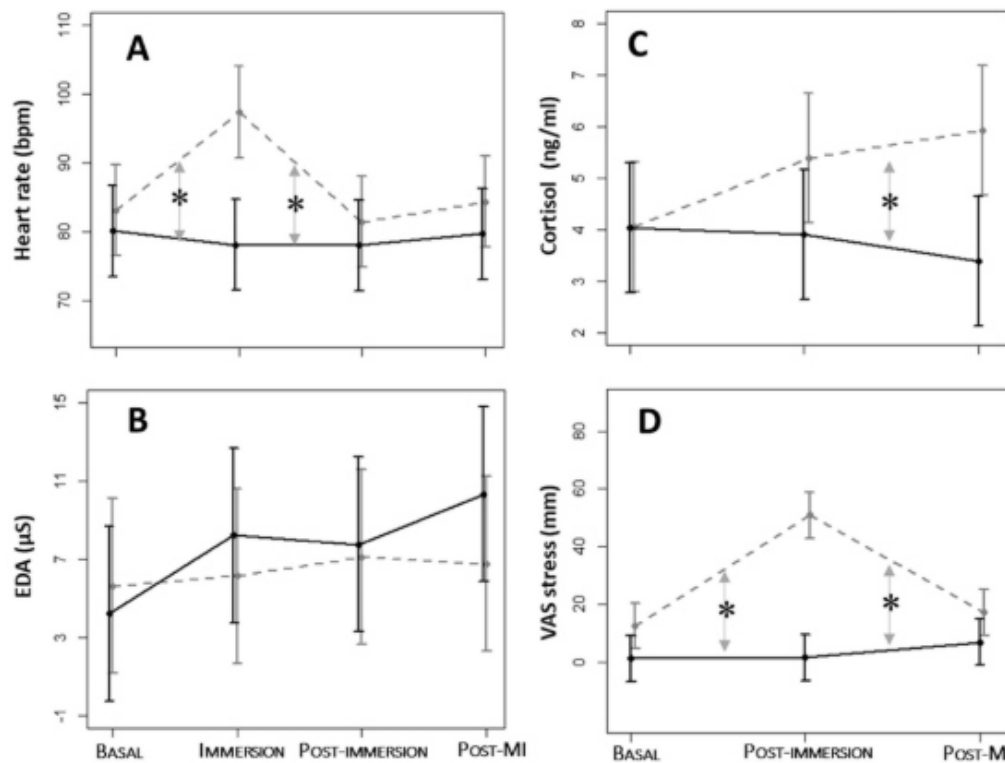 A
Heart rate (bpm)
110
100
90
80
70
*
*
C
Cortisol (ng/ml)
8
7
6
5
4
3
2
*
B
EDA (µS)
15
11
7
3
-1
BASAL
IMMERSION
POST-IMMERSION
POST-MI
D
VAS stress (mm)
80
60
40
20
0
*
*
BASAL
POST-IMMERSION
POST-M